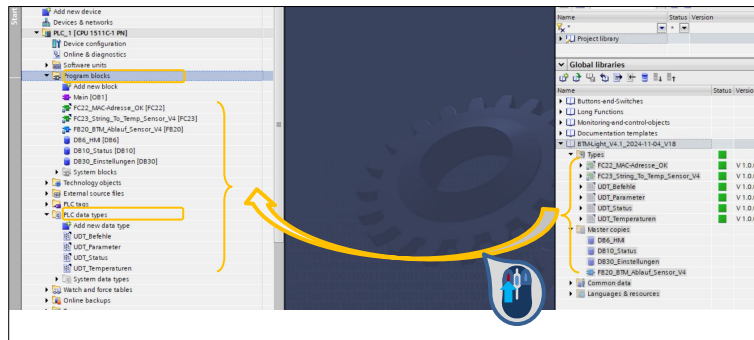 Start
Add new device
Devices & networks
PLC_1 [CPU 1511C-1 PN]
Device configuration
Online & diagnostics
Software units
Program blocks
Add new block
Main [OB1]
FC22_MAC-Adresse_OK [FC22]
FC23_String_To_Temp_Sensor_V4 [FC23]
FB20_BTM_Ablauf_Sensor_V4 [FB20]
DB6_HMI [DB6]
DB10_Status [DB10]
DB30_Einstellungen [DB30]
System blocks
Technology objects
External source files
PLC tags
PLC data types
Add new data type
UDT_Befehle
UDT_Parameter
UDT_Status
UDT_Temperaturen
System data types
Watch and force tables
Online backups
Name Status Version
Project library
Global libraries
Name Status Versio
Buttons-and-Switches
Long Functions
Monitoring-and-control-objects
Documentation templates
BTM-Light_V4.1_2024-11-04_V18
Types
FC22_MAC-Adresse_OK V 1.0.
FC23_String_To_Temp_Sensor_V4 V 1.0.
UDT_Befehle V 1.0.
UDT_Parameter V 1.0.
UDT_Status V 1.0.
UDT_Temperaturen V 1.0.
Master copies
DB6_HMI
DB10_Status
DB30_Einstellungen
FB20_BTM_Ablauf_Sensor_V4
Common data
Languages & resources